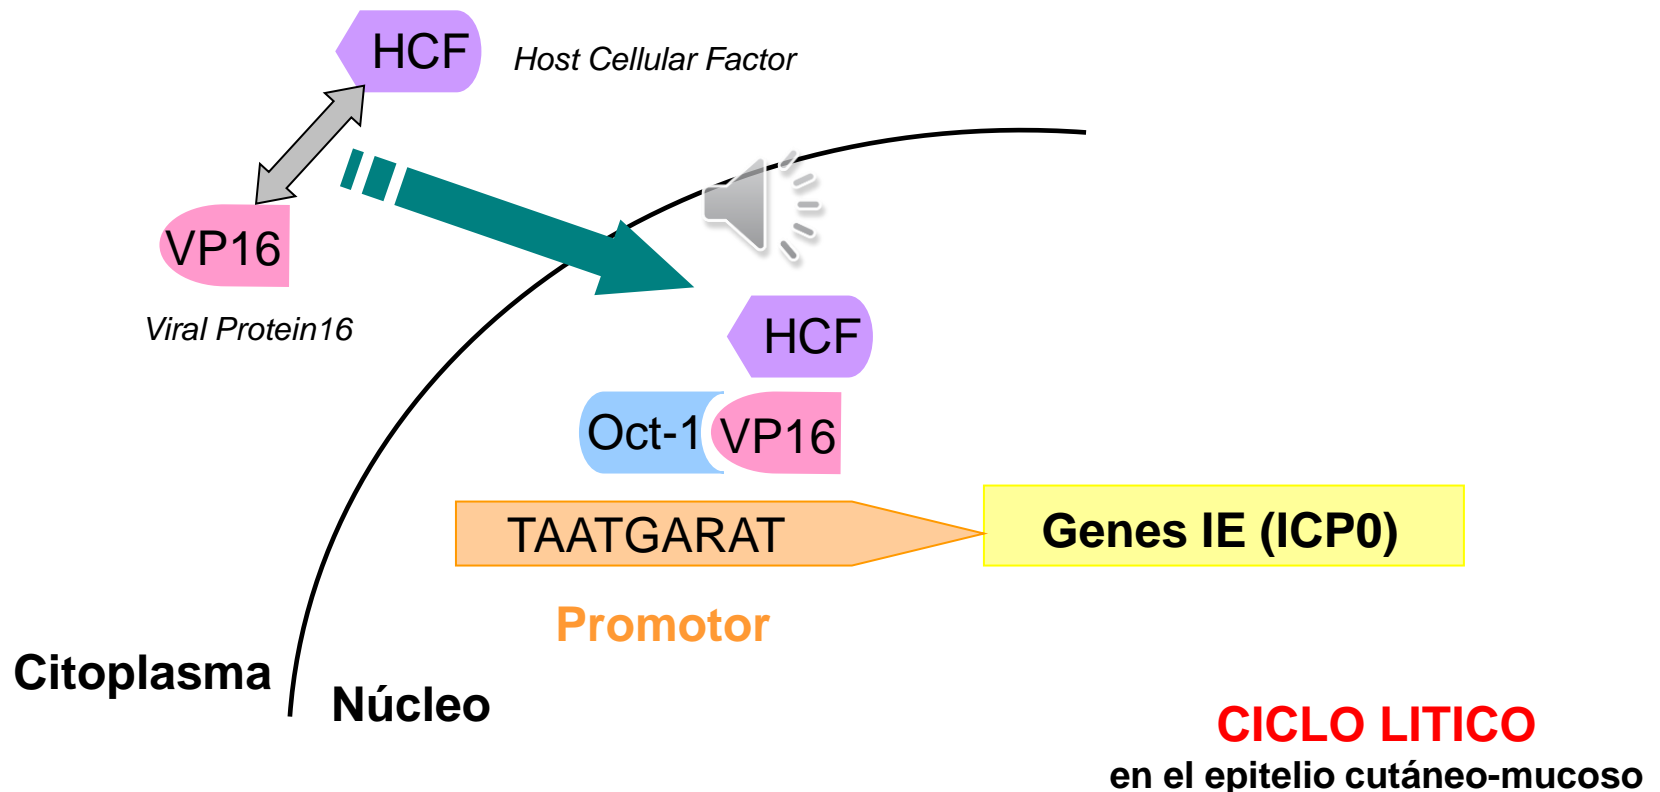 HCF
Host Cellular Factor
VP16
Viral Protein16
HCF
Oct-1
VP16
TAATGARAT
Genes IE (ICP0)
Promotor
Citoplasma
Núcleo
CICLO LITICO
en el epitelio cutáneo-mucoso